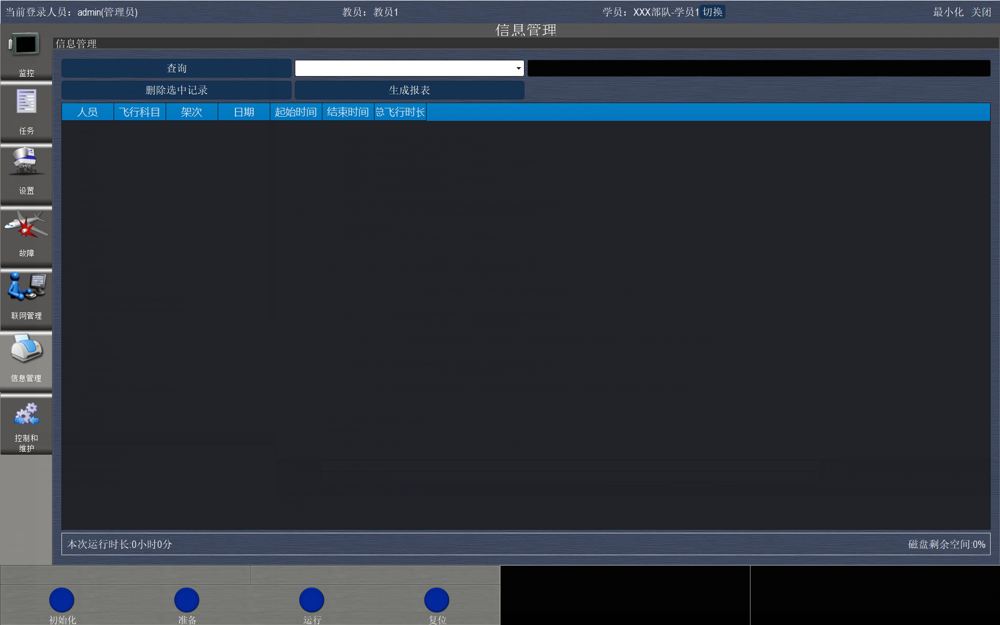 当前登录人员：admin(管理员)
教员：教员1
学员：XXX部队-学员1 切换
最小化 关闭
信息管理
信息管理
监控
任务
设置
故障
联网管理
信息管理
控制和
维护
查询
删除选中记录
生成报表
人员 飞行科目 架次 日期 起始时间 结束时间 总飞行时长
本次运行时长:0小时0分
磁盘剩余空间:0%
初始化
准备
运行
复位